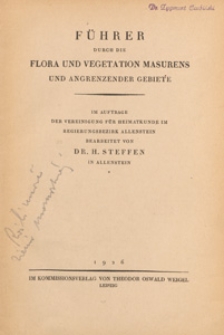 FÜHRER
DURCH DIE
FLORA UND VEGETATION MASURENS
UND ANGRENZENDER GEBIETE
IM AUFTRAGE
DER VEREINIGUNG FÜR HEIMATKUNDE IM
REGIERUNGSBEZIRK ALLENSTEIN
BEARBEITET VON
DR. H. STEFFEN
IN ALLENSTEIN
IM KOMMISSIONSVERLAG VON THEODOR OSWALD WEIGEL
LEIPZIG